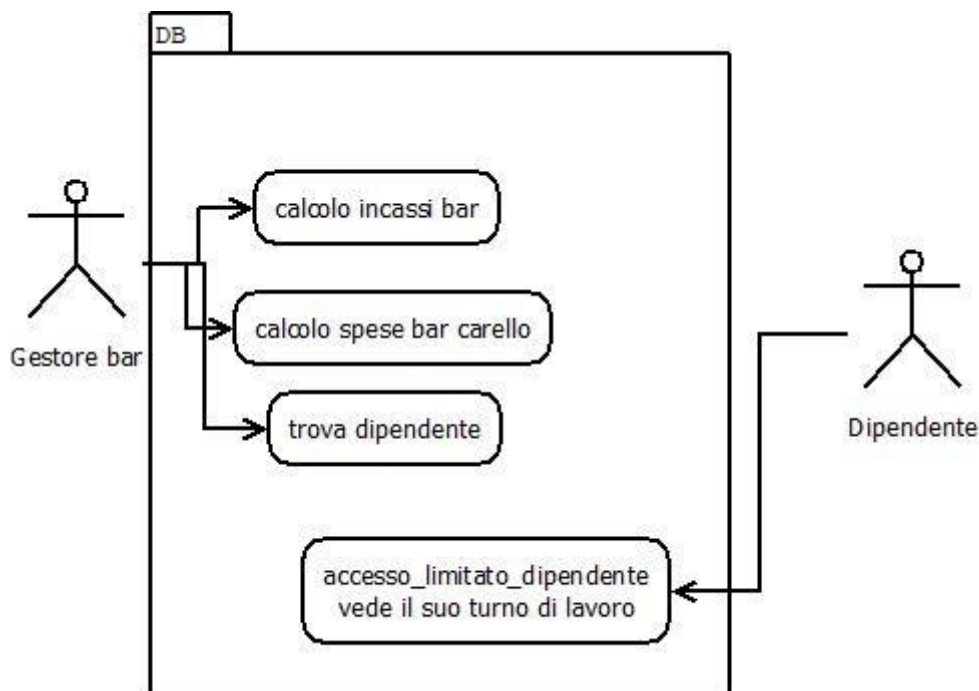 DB
calcolo incassi bar
calcolo spese bar carello
Gestore bar
trova dipendente
Dipendente
accesso_limitato_dipendente
vede il suo turno di lavoro